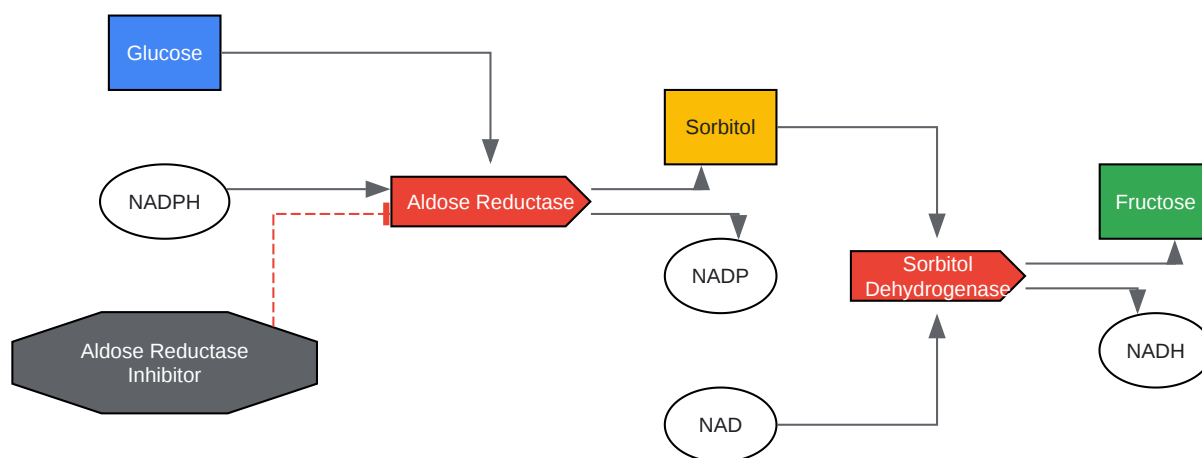 Glucose
Sorbitol
NADPH
Aldose Reductase
Fructose
NADP
Sorbitol
Dehydrogenase
Aldose Reductase
Inhibitor
NADH
NAD